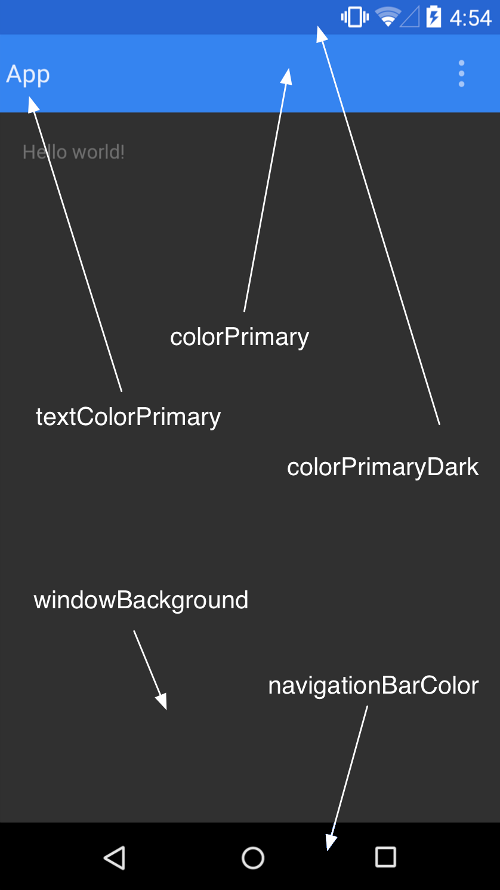 4:54
App
Hello world!
colorPrimary
textColorPrimary
colorPrimaryDark
windowBackground
navigationBarColor